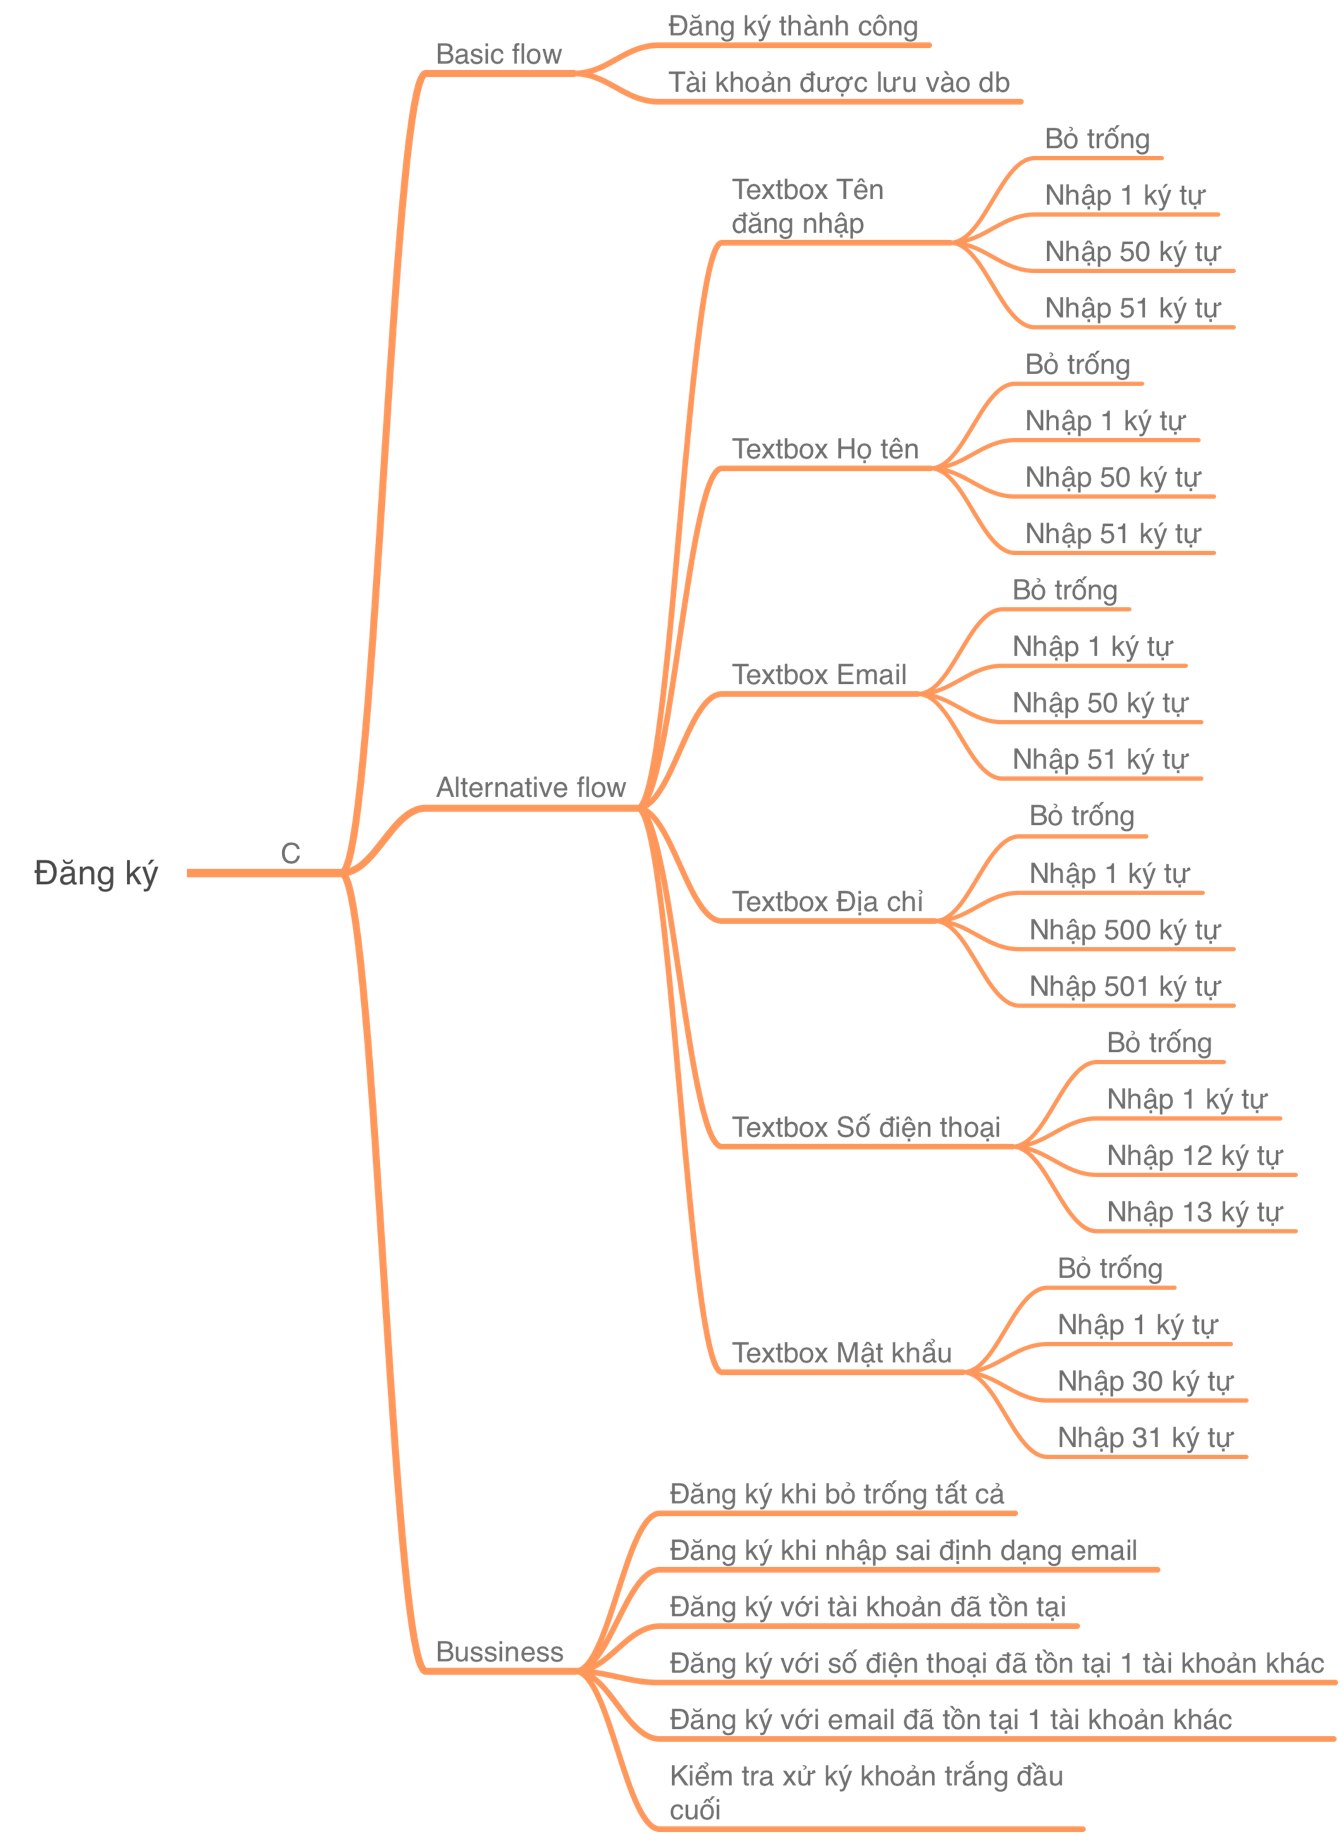 Đăng ký
C
Basic flow
Đăng ký thành công
Tài khoản được lưu vào db
Alternative flow
Textbox Tên
đăng nhập
Bỏ trống
Nhập 1 ký tự
Nhập 50 ký tự
Nhập 51 ký tự
Textbox Họ tên
Bỏ trống
Nhập 1 ký tự
Nhập 50 ký tự
Nhập 51 ký tự
Textbox Email
Bỏ trống
Nhập 1 ký tự
Nhập 50 ký tự
Nhập 51 ký tự
Textbox Địa chỉ
Bỏ trống
Nhập 1 ký tự
Nhập 500 ký tự
Nhập 501 ký tự
Textbox Số điện thoại
Bỏ trống
Nhập 1 ký tự
Nhập 12 ký tự
Nhập 13 ký tự
Textbox Mật khẩu
Bỏ trống
Nhập 1 ký tự
Nhập 30 ký tự
Nhập 31 ký tự
Bussiness
Đăng ký khi bỏ trống tất cả
Đăng ký khi nhập sai định dạng email
Đăng ký với tài khoản đã tồn tại
Đăng ký với số điện thoại đã tồn tại 1 tài khoản khác
Đăng ký với email đã tồn tại 1 tài khoản khác
Kiểm tra xử ký khoản trắng đầu
cuối